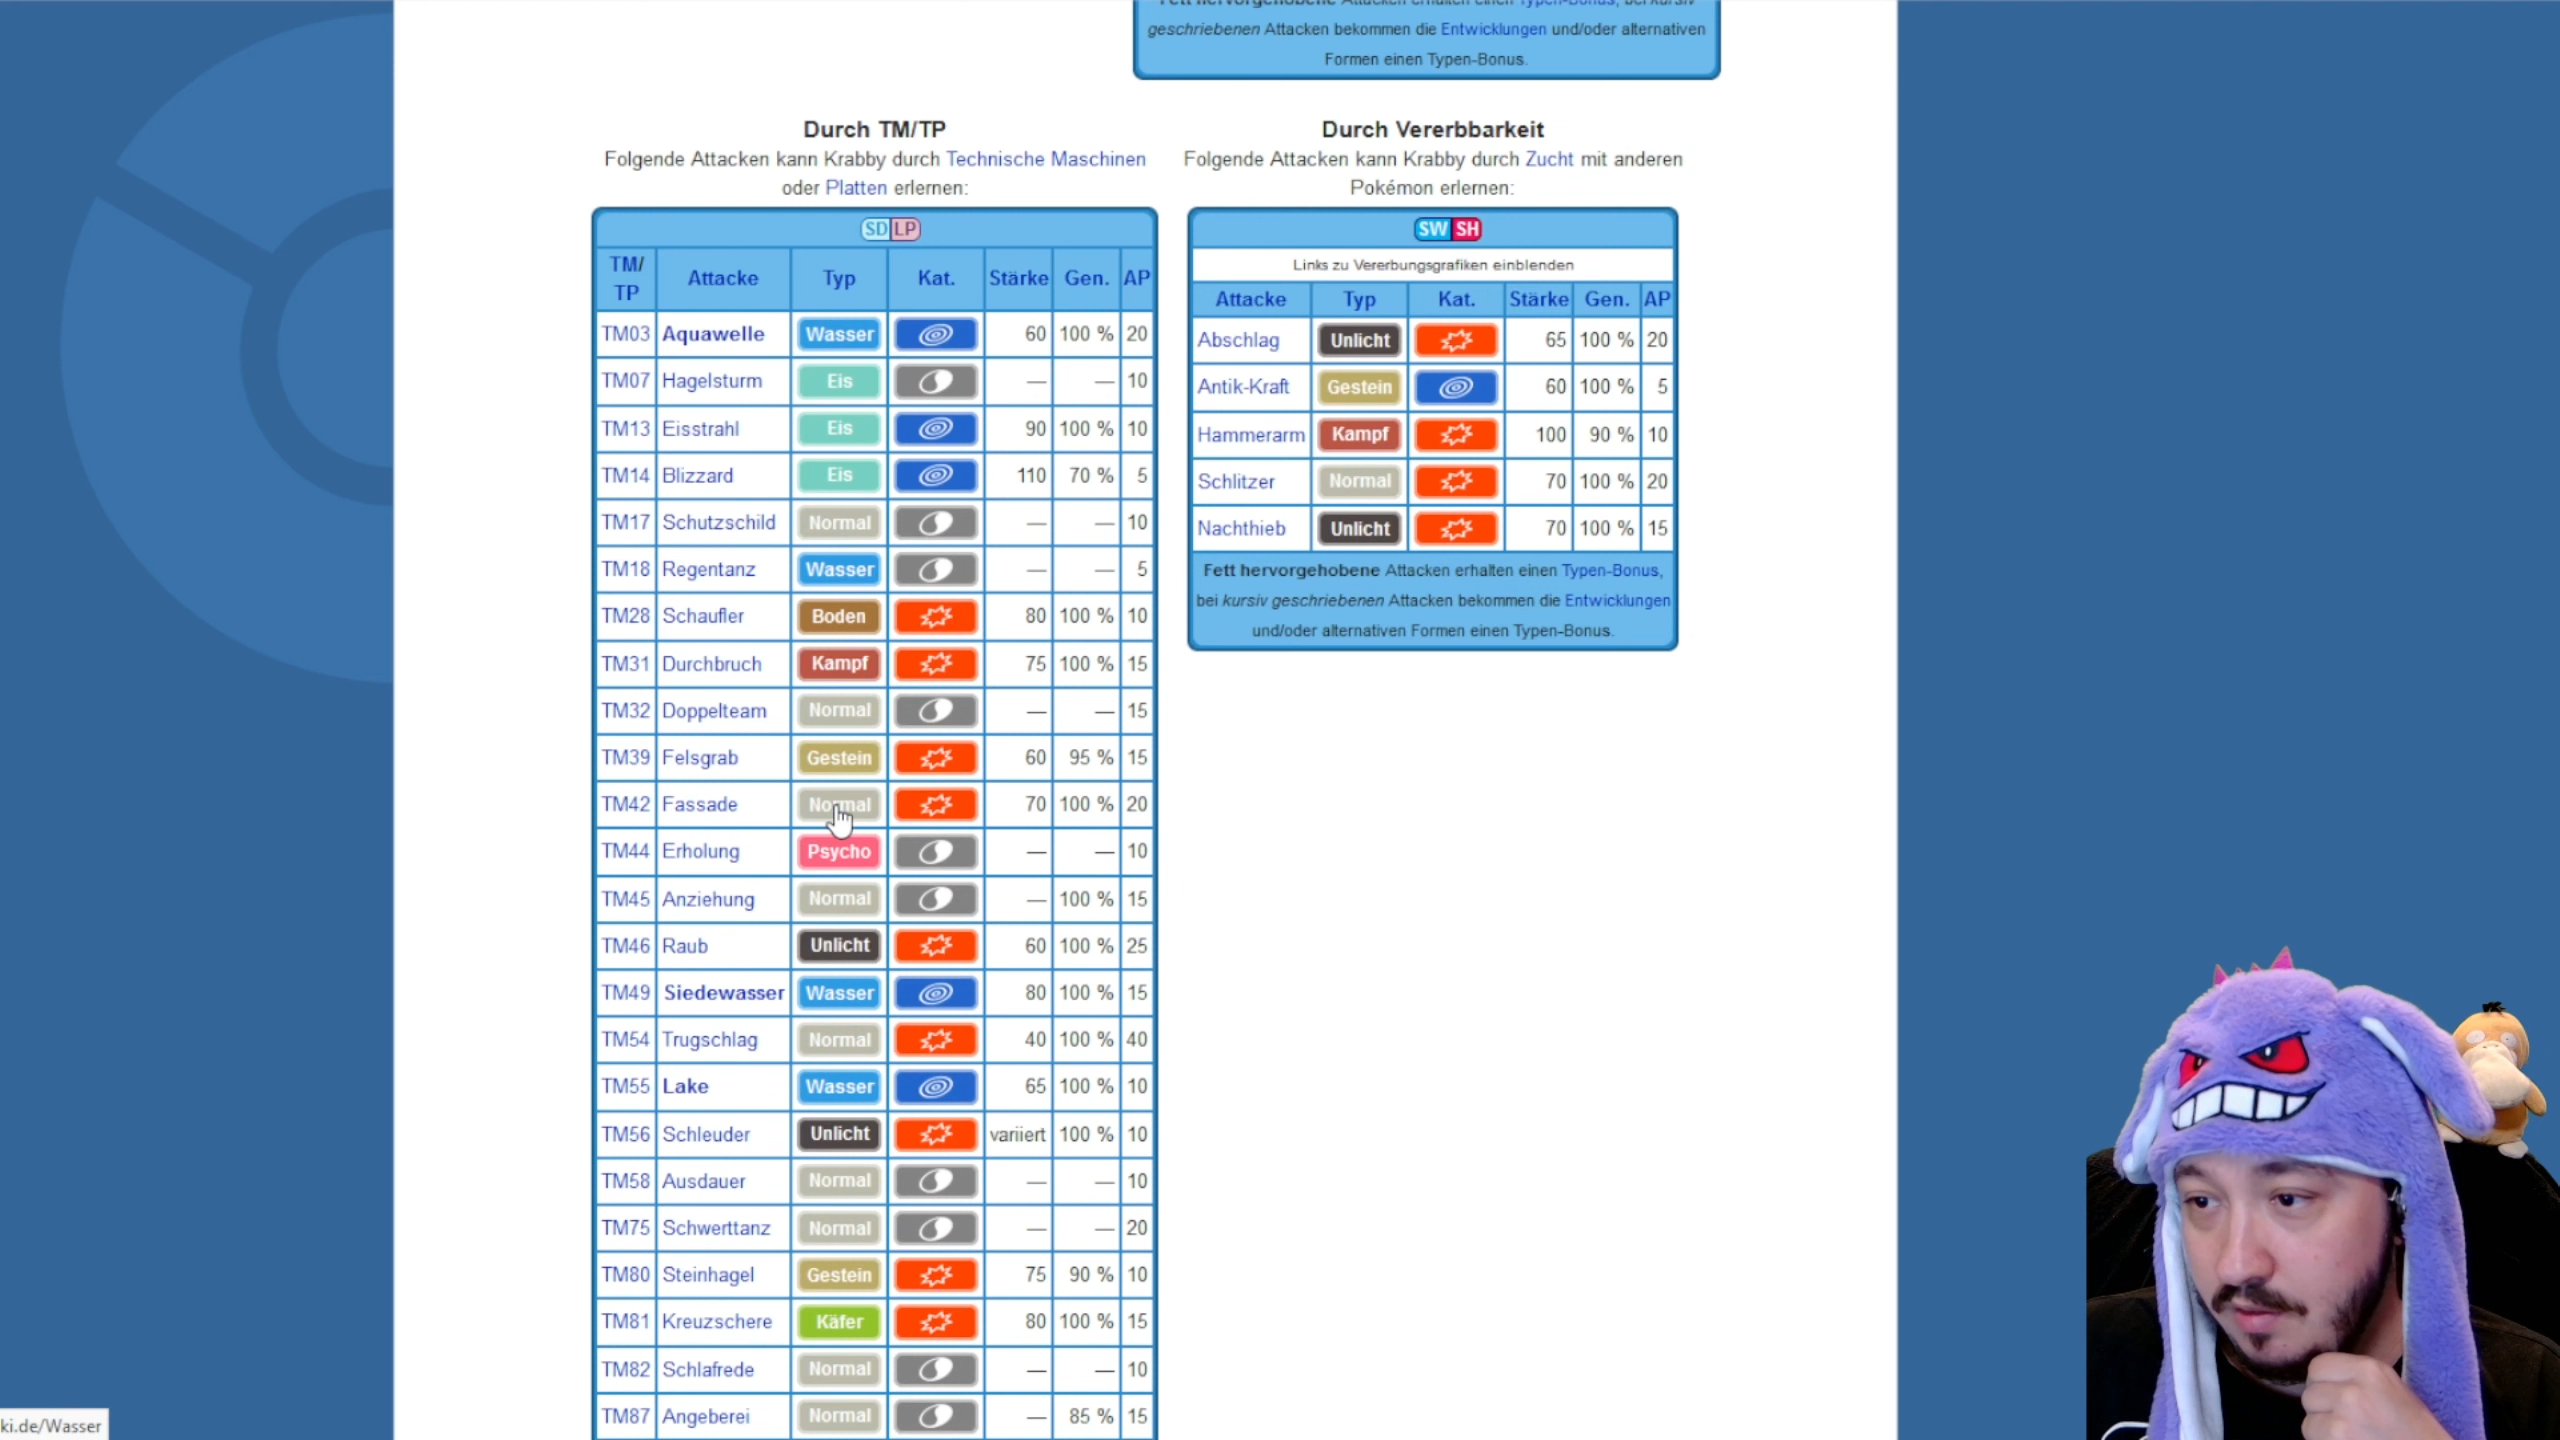 Fett hervorgehobene Attacken erhalten einen Typen-Bonus, bei kursiv
geschriebenen Attacken bekommen die Entwicklungen und/oder alternativen
Formen einen Typen-Bonus.
Durch TM/TP
Folgende Attacken kann Krabby durch Technische Maschinen
oder Platten erlernen:
SD LP
TM/TP Attacke Typ Kat. Stärke Gen. AP
TM03 Aquawelle Wasser 60 100 % 20
TM07 Hagelsturm Eis — — 10
TM13 Eisstrahl Eis 90 100 % 10
TM14 Blizzard Eis 110 70 % 5
TM17 Schutzschild Normal — — 10
TM18 Regentanz Wasser — — 5
TM28 Schaufler Boden 80 100 % 10
TM31 Durchbruch Kampf 75 100 % 15
TM32 Doppelteam Normal — — 15
TM39 Felsgrab Gestein 60 95 % 15
TM42 Fassade Normal 70 100 % 20
TM44 Erholung Psycho — — 10
TM45 Anziehung Normal — 100 % 15
TM46 Raub Unlicht 60 100 % 25
TM49 Siedewasser Wasser 80 100 % 15
TM54 Trugschlag Normal 40 100 % 40
TM55 Lake Wasser 65 100 % 10
TM56 Schleuder Unlicht variiert 100 % 10
TM58 Ausdauer Normal — — 10
TM75 Schwerttanz Normal — — 20
TM80 Steinhagel Gestein 75 90 % 10
TM81 Kreuzschere Käfer 80 100 % 15
TM82 Schlafrede Normal — — 10
TM87 Angeberei Normal — 85 % 15
Durch Vererbbarkeit
Folgende Attacken kann Krabby durch Zucht mit anderen
Pokémon erlernen:
SW SH
Links zu Vererbungsgrafiken einblenden
Attacke Typ Kat. Stärke Gen. AP
Abschlag Unlicht 65 100 % 20
Antik-Kraft Gestein 60 100 % 5
Hammerarm Kampf 100 90 % 10
Schlitzer Normal 70 100 % 20
Nachthieb Unlicht 70 100 % 15
Fett hervorgehobene Attacken erhalten einen Typen-Bonus,
bei kursiv geschriebenen Attacken bekommen die Entwicklungen
und/oder alternativen Formen einen Typen-Bonus.
ki.de/Wasser